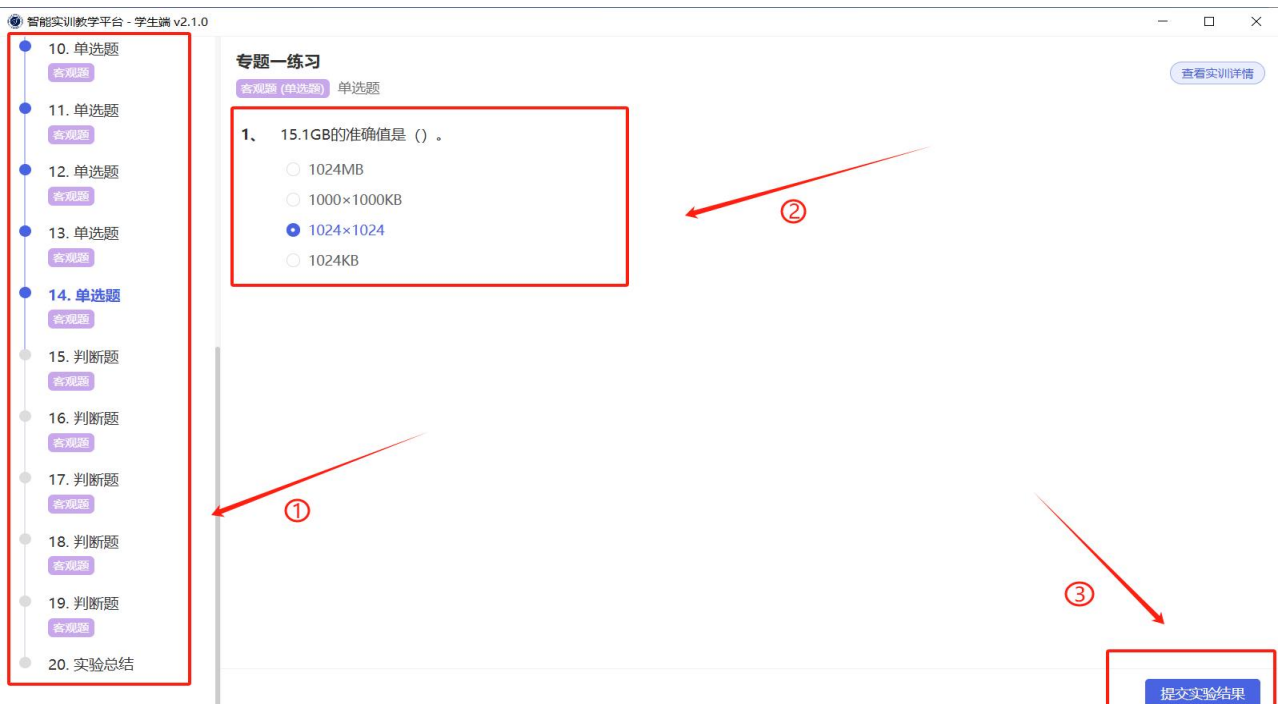 智能实训教学平台 - 学生端 v2.1.0
10. 单选题
客观题
11. 单选题
客观题
12. 单选题
客观题
13. 单选题
客观题
14. 单选题
客观题
15. 判断题
客观题
16. 判断题
客观题
17. 判断题
客观题
18. 判断题
客观题
19. 判断题
客观题
20. 实验总结
①
专题一练习
查看实训详情
客观题 (单选题) 单选题
1、 15.1GB的准确值是（）。
1024MB
1000×1000KB
1024×1024
1024KB
②
③
提交实验结果